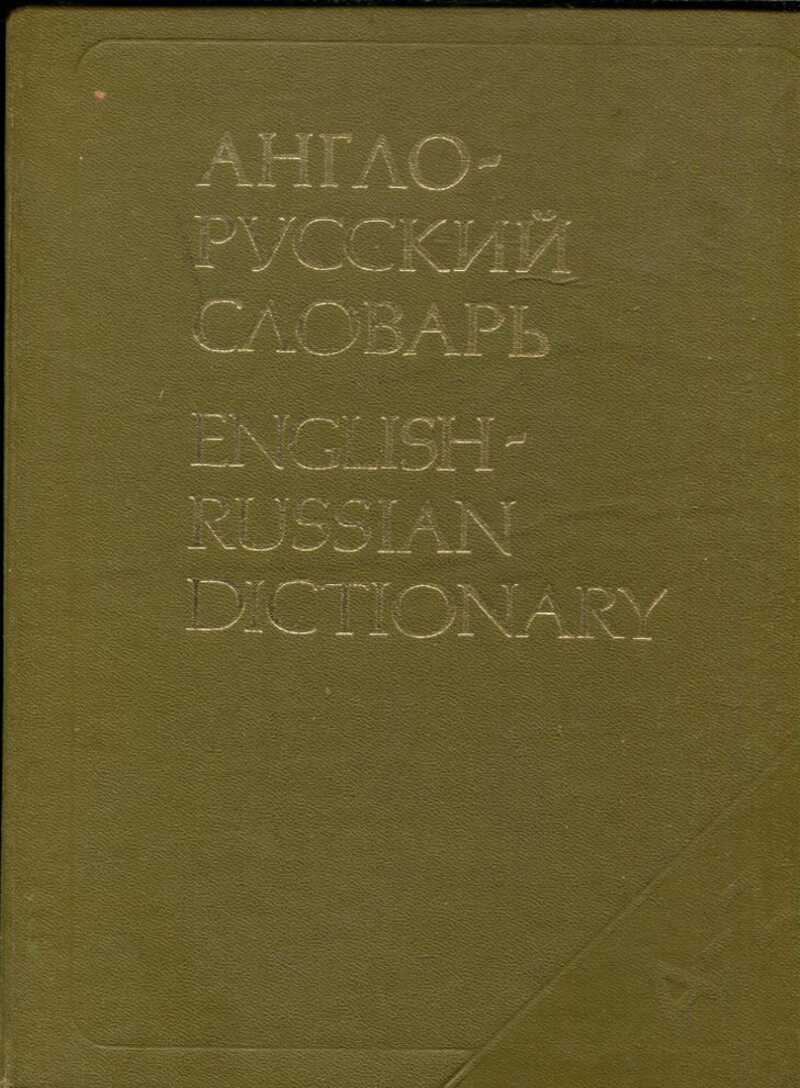 АНГЛО-
РУССКИЙ
СЛОВАРЬ
ENGLISH-
RUSSIAN
DICTIONARY